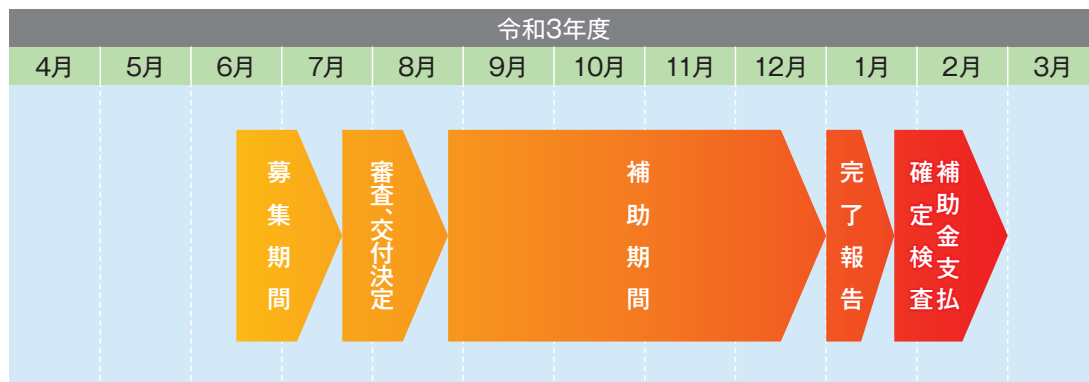 令和3年度
4月
5月
6月
7月
8月
9月
10月
11月
12月
1月
2月
3月
募集期間
審査、交付決定
補助期間
完了報告
補助金支払
確定検査